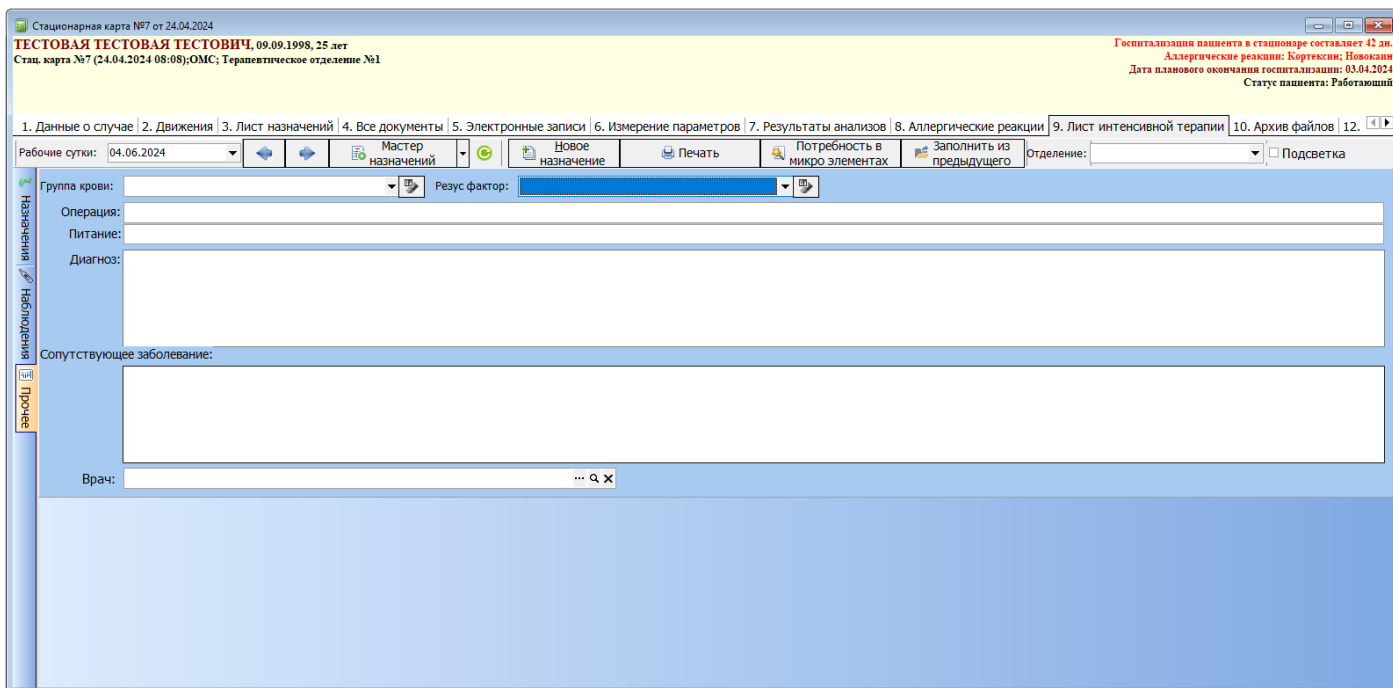 Стационарная карта №7 от 24.04.2024
ТЕСТОВАЯ ТЕСТОВАЯ ТЕСТОВИЧ, 09.09.1998, 25 лет
Стац. карта №7 (24.04.2024 08:08);ОМС; Терапевтическое отделение №1
Госпитализация пациента в стационаре составляет 42 дн.
Аллергические реакции: Кортексин; Новокаин
Дата планового окончания госпитализации: 03.04.2024
Статус пациента: Работающий
1. Данные о случае 2. Движения 3. Лист назначений 4. Все документы 5. Электронные записи 6. Измерение параметров 7. Результаты анализов 8. Аллергические реакции 9. Лист интенсивной терапии 10. Архив файлов 12.
Рабочие сутки: 04.06.2024
Мастер
назначений
Новое
назначение
Печать
Потребность в
микро элементах
Заполнить из
предыдущего
Отделение:
Подсветка
Назначения
Наблюдения
Прочее
Группа крови:
Резус фактор:
Операция:
Питание:
Диагноз:
Сопутствующее заболевание:
Врач: